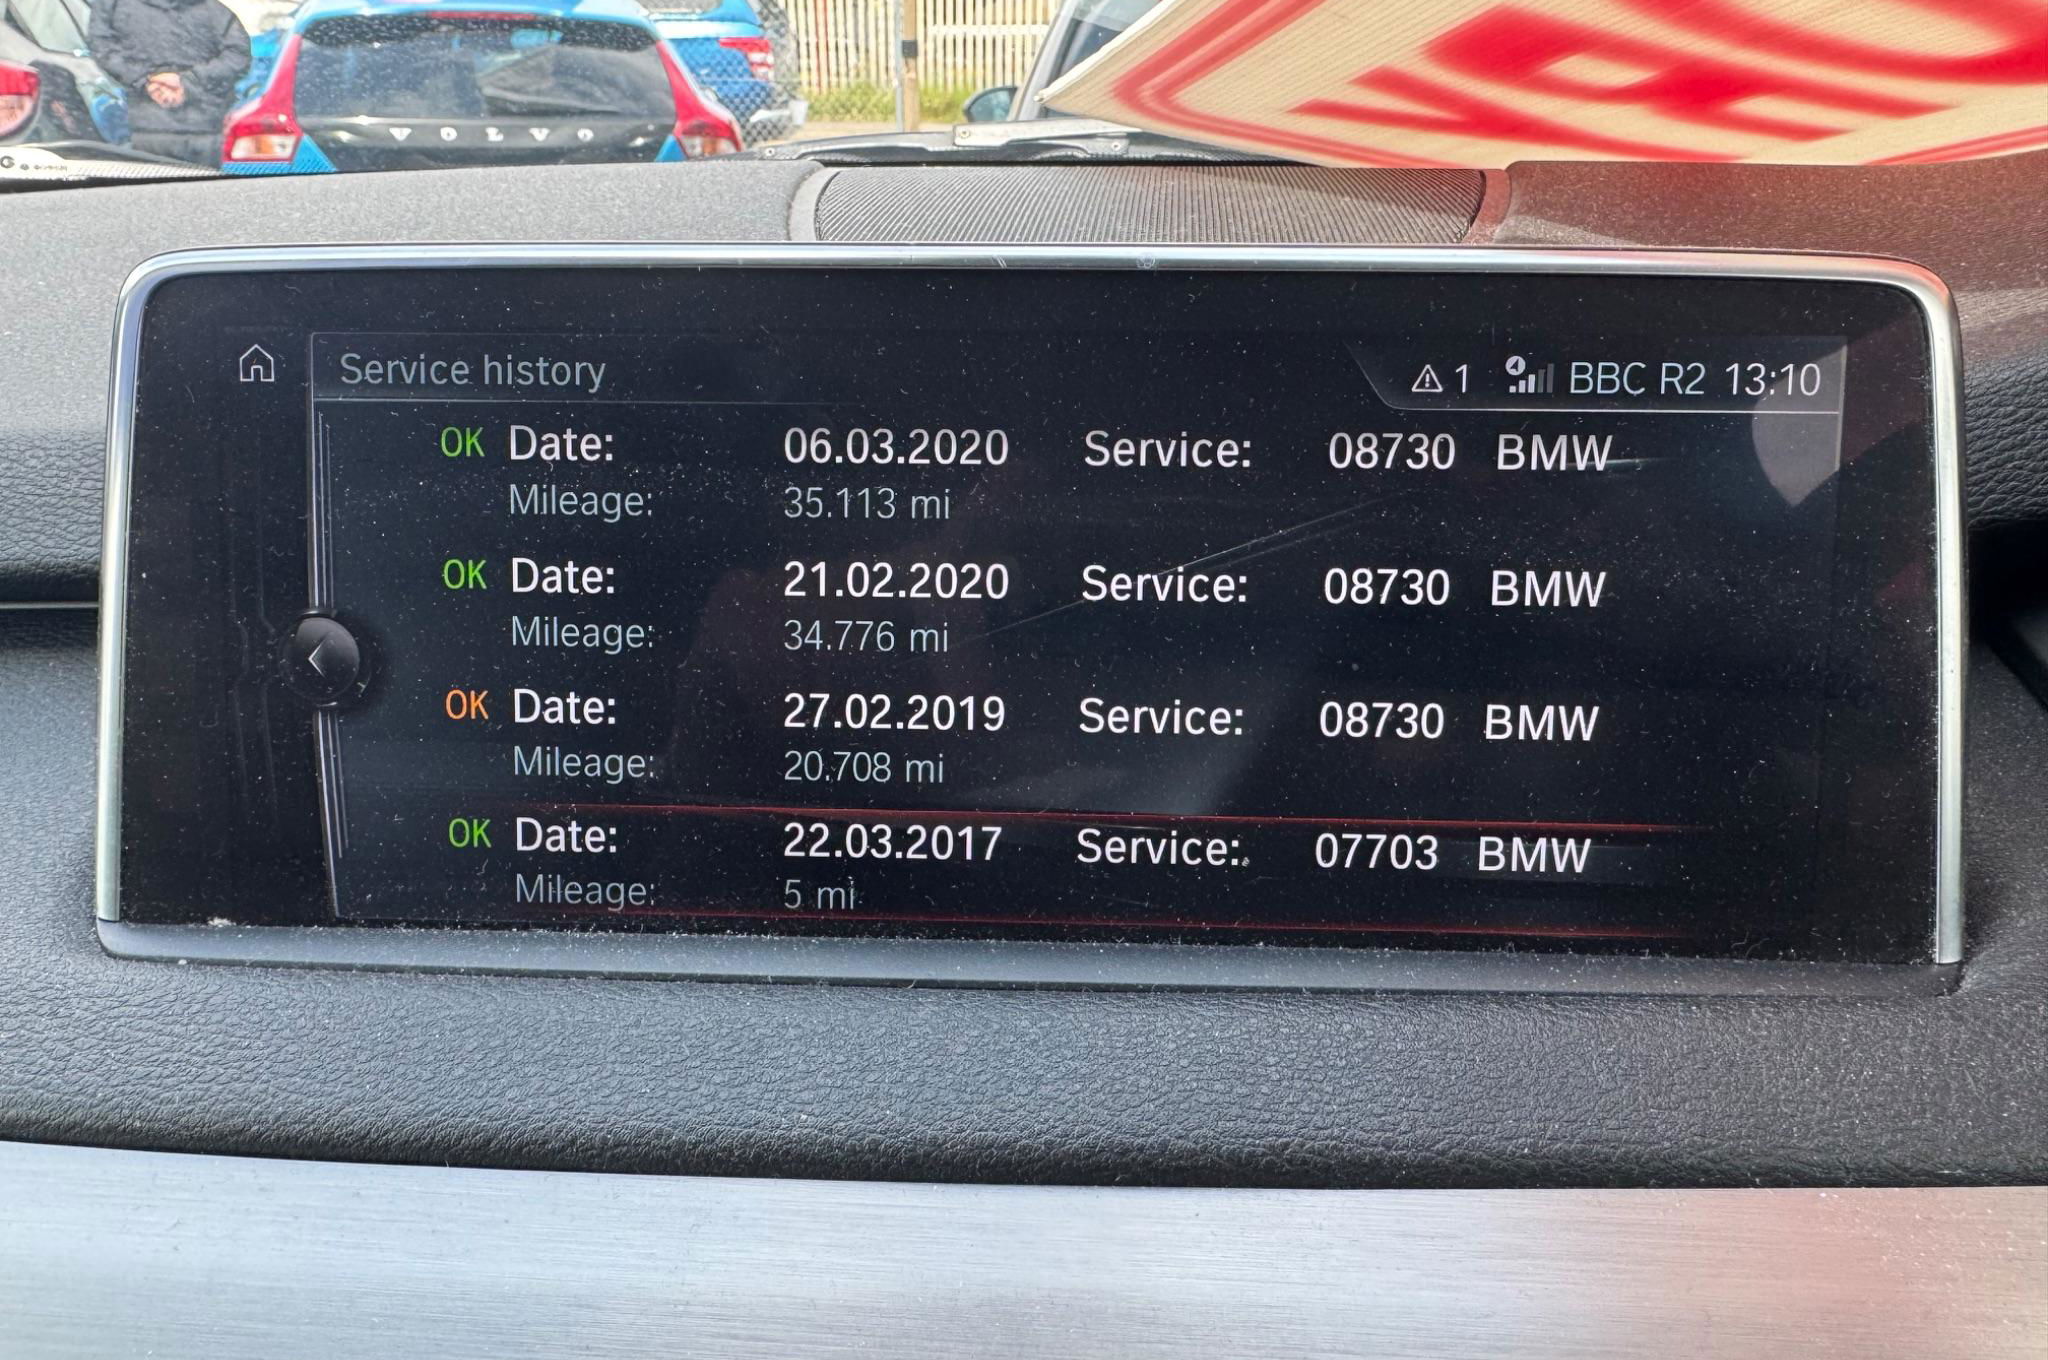 VOLVO
Service history
1 BBC R2 13:10
OK Date: 06.03.2020 Service: 08730 BMW
Mileage: 35.113 mi
OK Date: 21.02.2020 Service: 08730 BMW
Mileage: 34.776 mi
OK Date: 27.02.2019 Service: 08730 BMW
Mileage: 20.708 mi
OK Date: 22.03.2017 Service: 07703 BMW
Mileage: 5 mi